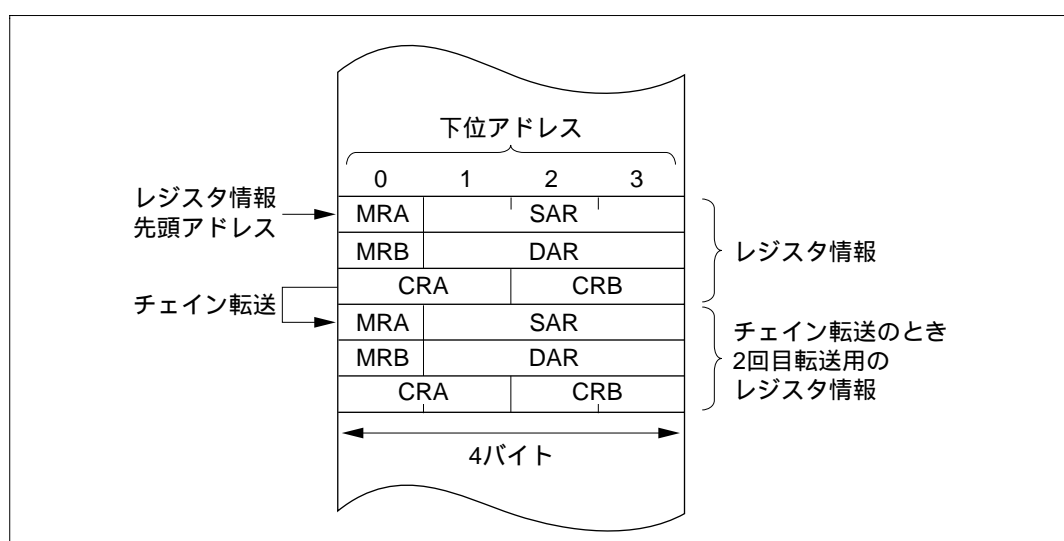 下位アドレス
0 1 2 3
レジスタ情報
先頭アドレス
MRA SAR
MRB DAR
レジスタ情報
CRA CRB
チェイン転送
MRA SAR
MRB DAR
CRA CRB
チェイン転送のとき
2回目転送用の
レジスタ情報
4バイト